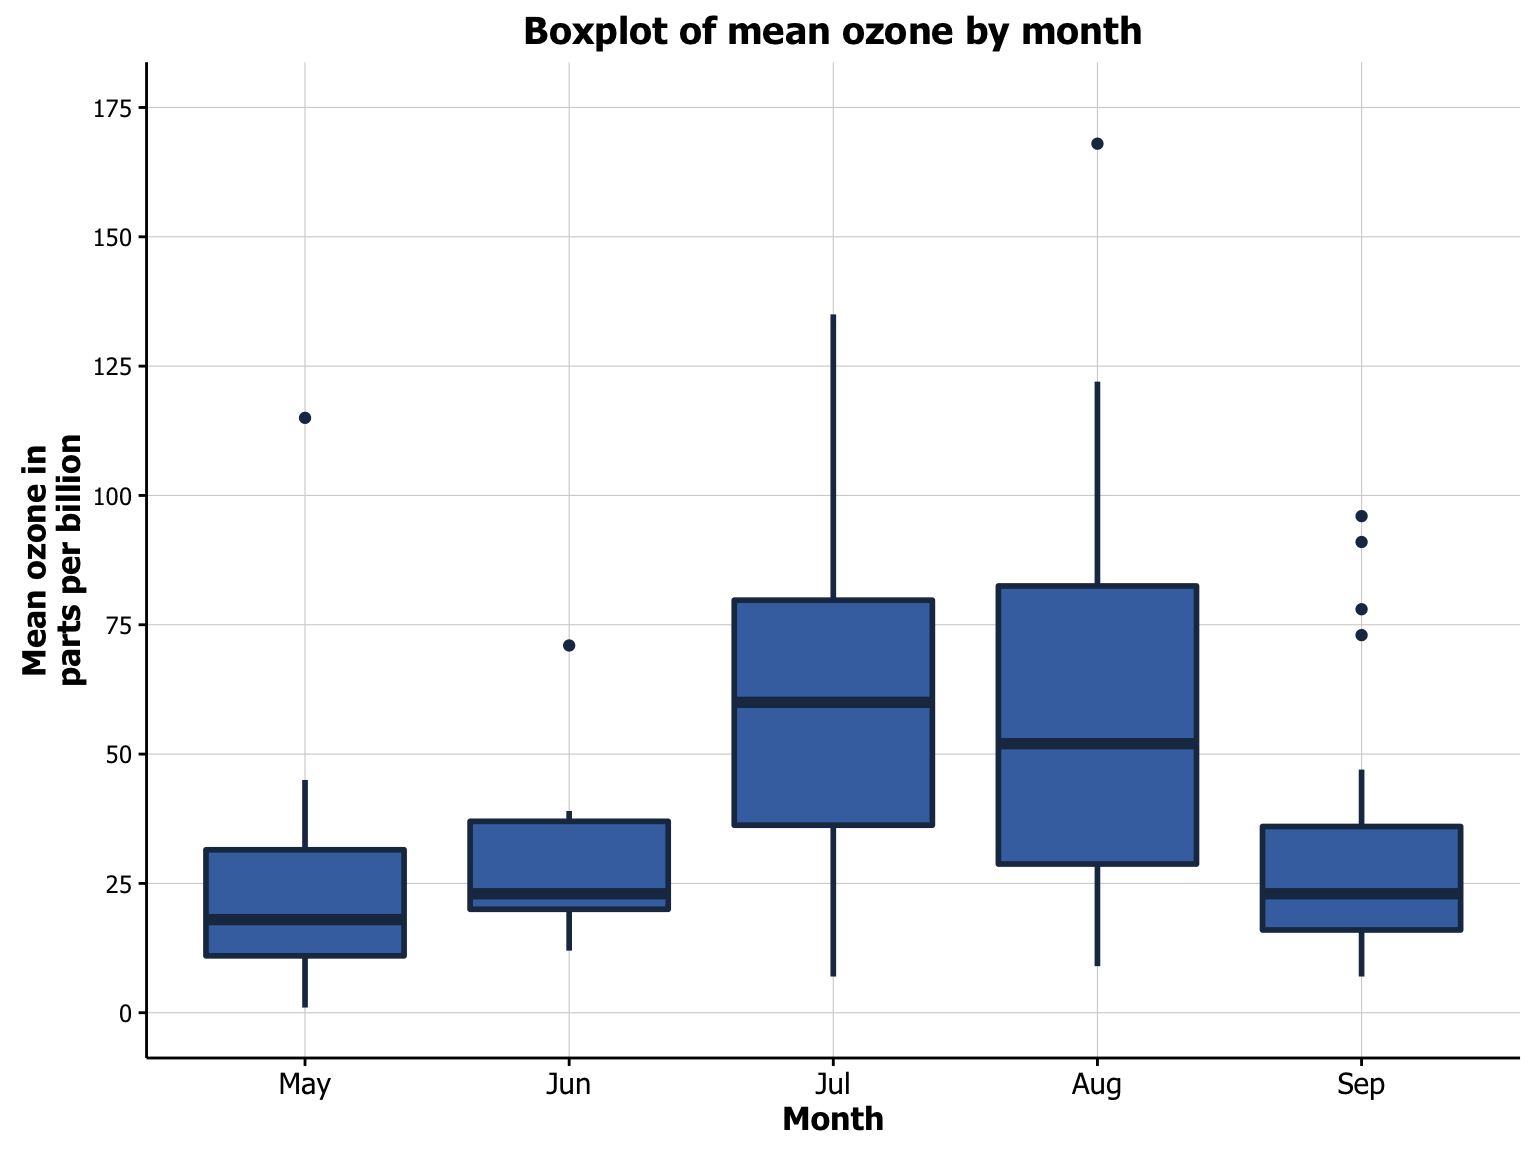 Boxplot of mean ozone by month
Mean ozone in
parts per billion
175
150
125
100
75
50
25
0
May
Jun
Jul
Aug
Sep
Month